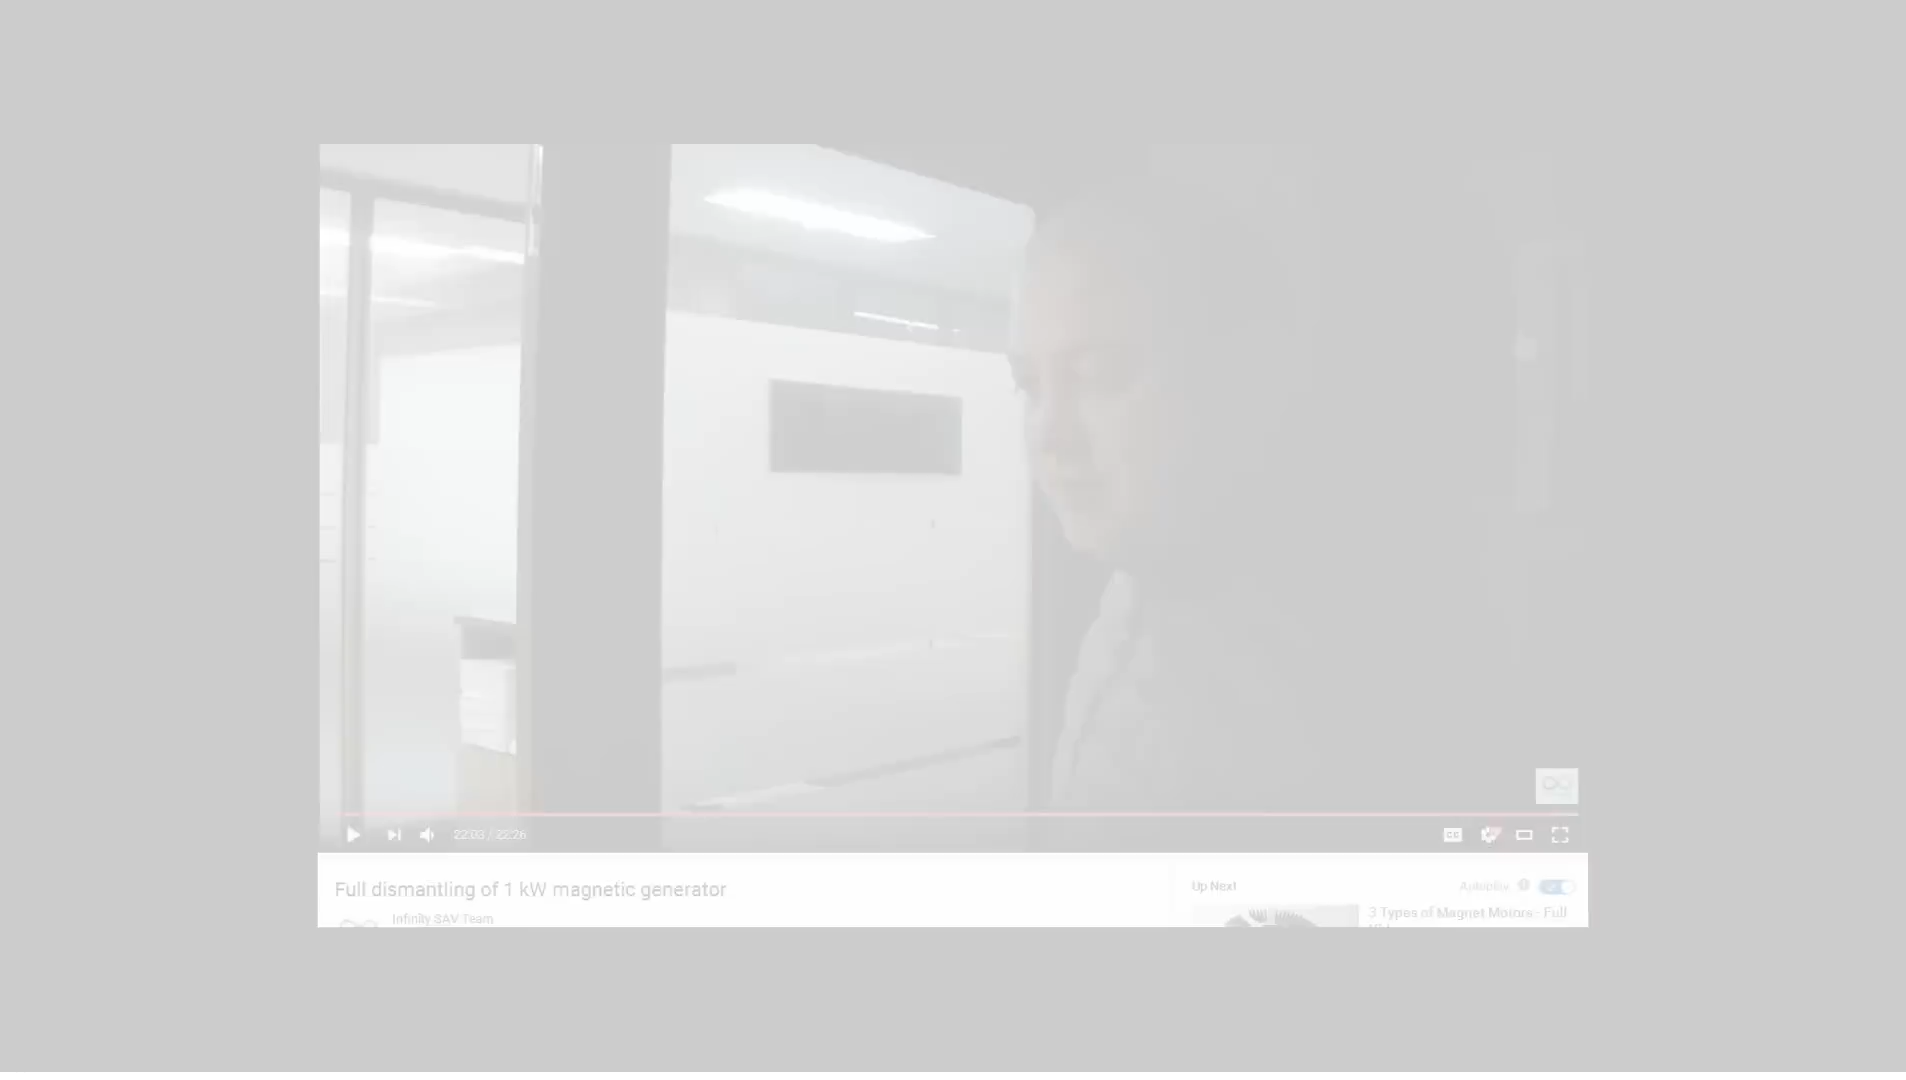 22:03 / 22:26
CC
Full dismantling of 1 kW magnetic generator
Infinity SAV Team
Up Next
Autoplay
3 Types of Magnet Motors - Full